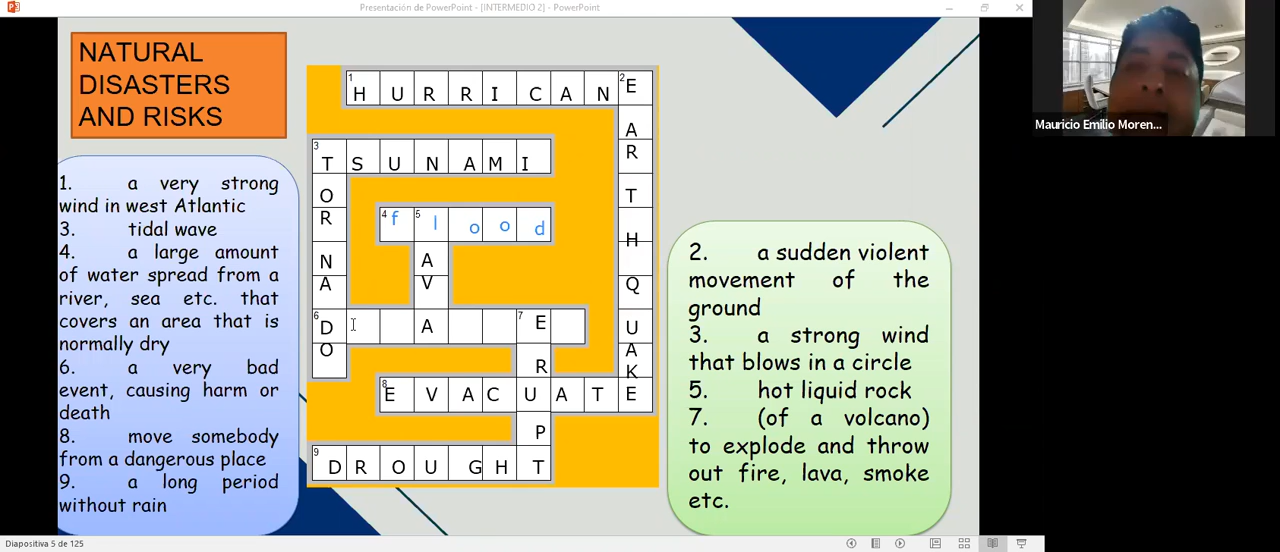 Presentación de PowerPoint - [INTERMEDIO 2] - PowerPoint
NATURAL
DISASTERS
AND RISKS
1. a very strong
wind in west Atlantic
3. tidal wave
4. a large amount
of water spread from a
river, sea etc. that
covers an area that is
normally dry
6. a very bad
event, causing harm or
death
8. move somebody
from a dangerous place
9. a long period
without rain
1 H U R R I C A N 2 E
A
R
3 T S U N A M I
O
T
R
4 f 5 l o o d
H
N
A
A
V
Q
6 D A 7 E
U
O
R
A
K
8 E V A C U A T E
P
9 D R O U G H T
2. a sudden violent
movement of the
ground
3. a strong wind
that blows in a circle
5. hot liquid rock
7. (of a volcano)
to explode and throw
out fire, lava, smoke
etc.
Mauricio Emilio Moren...
Diapositiva 5 de 125